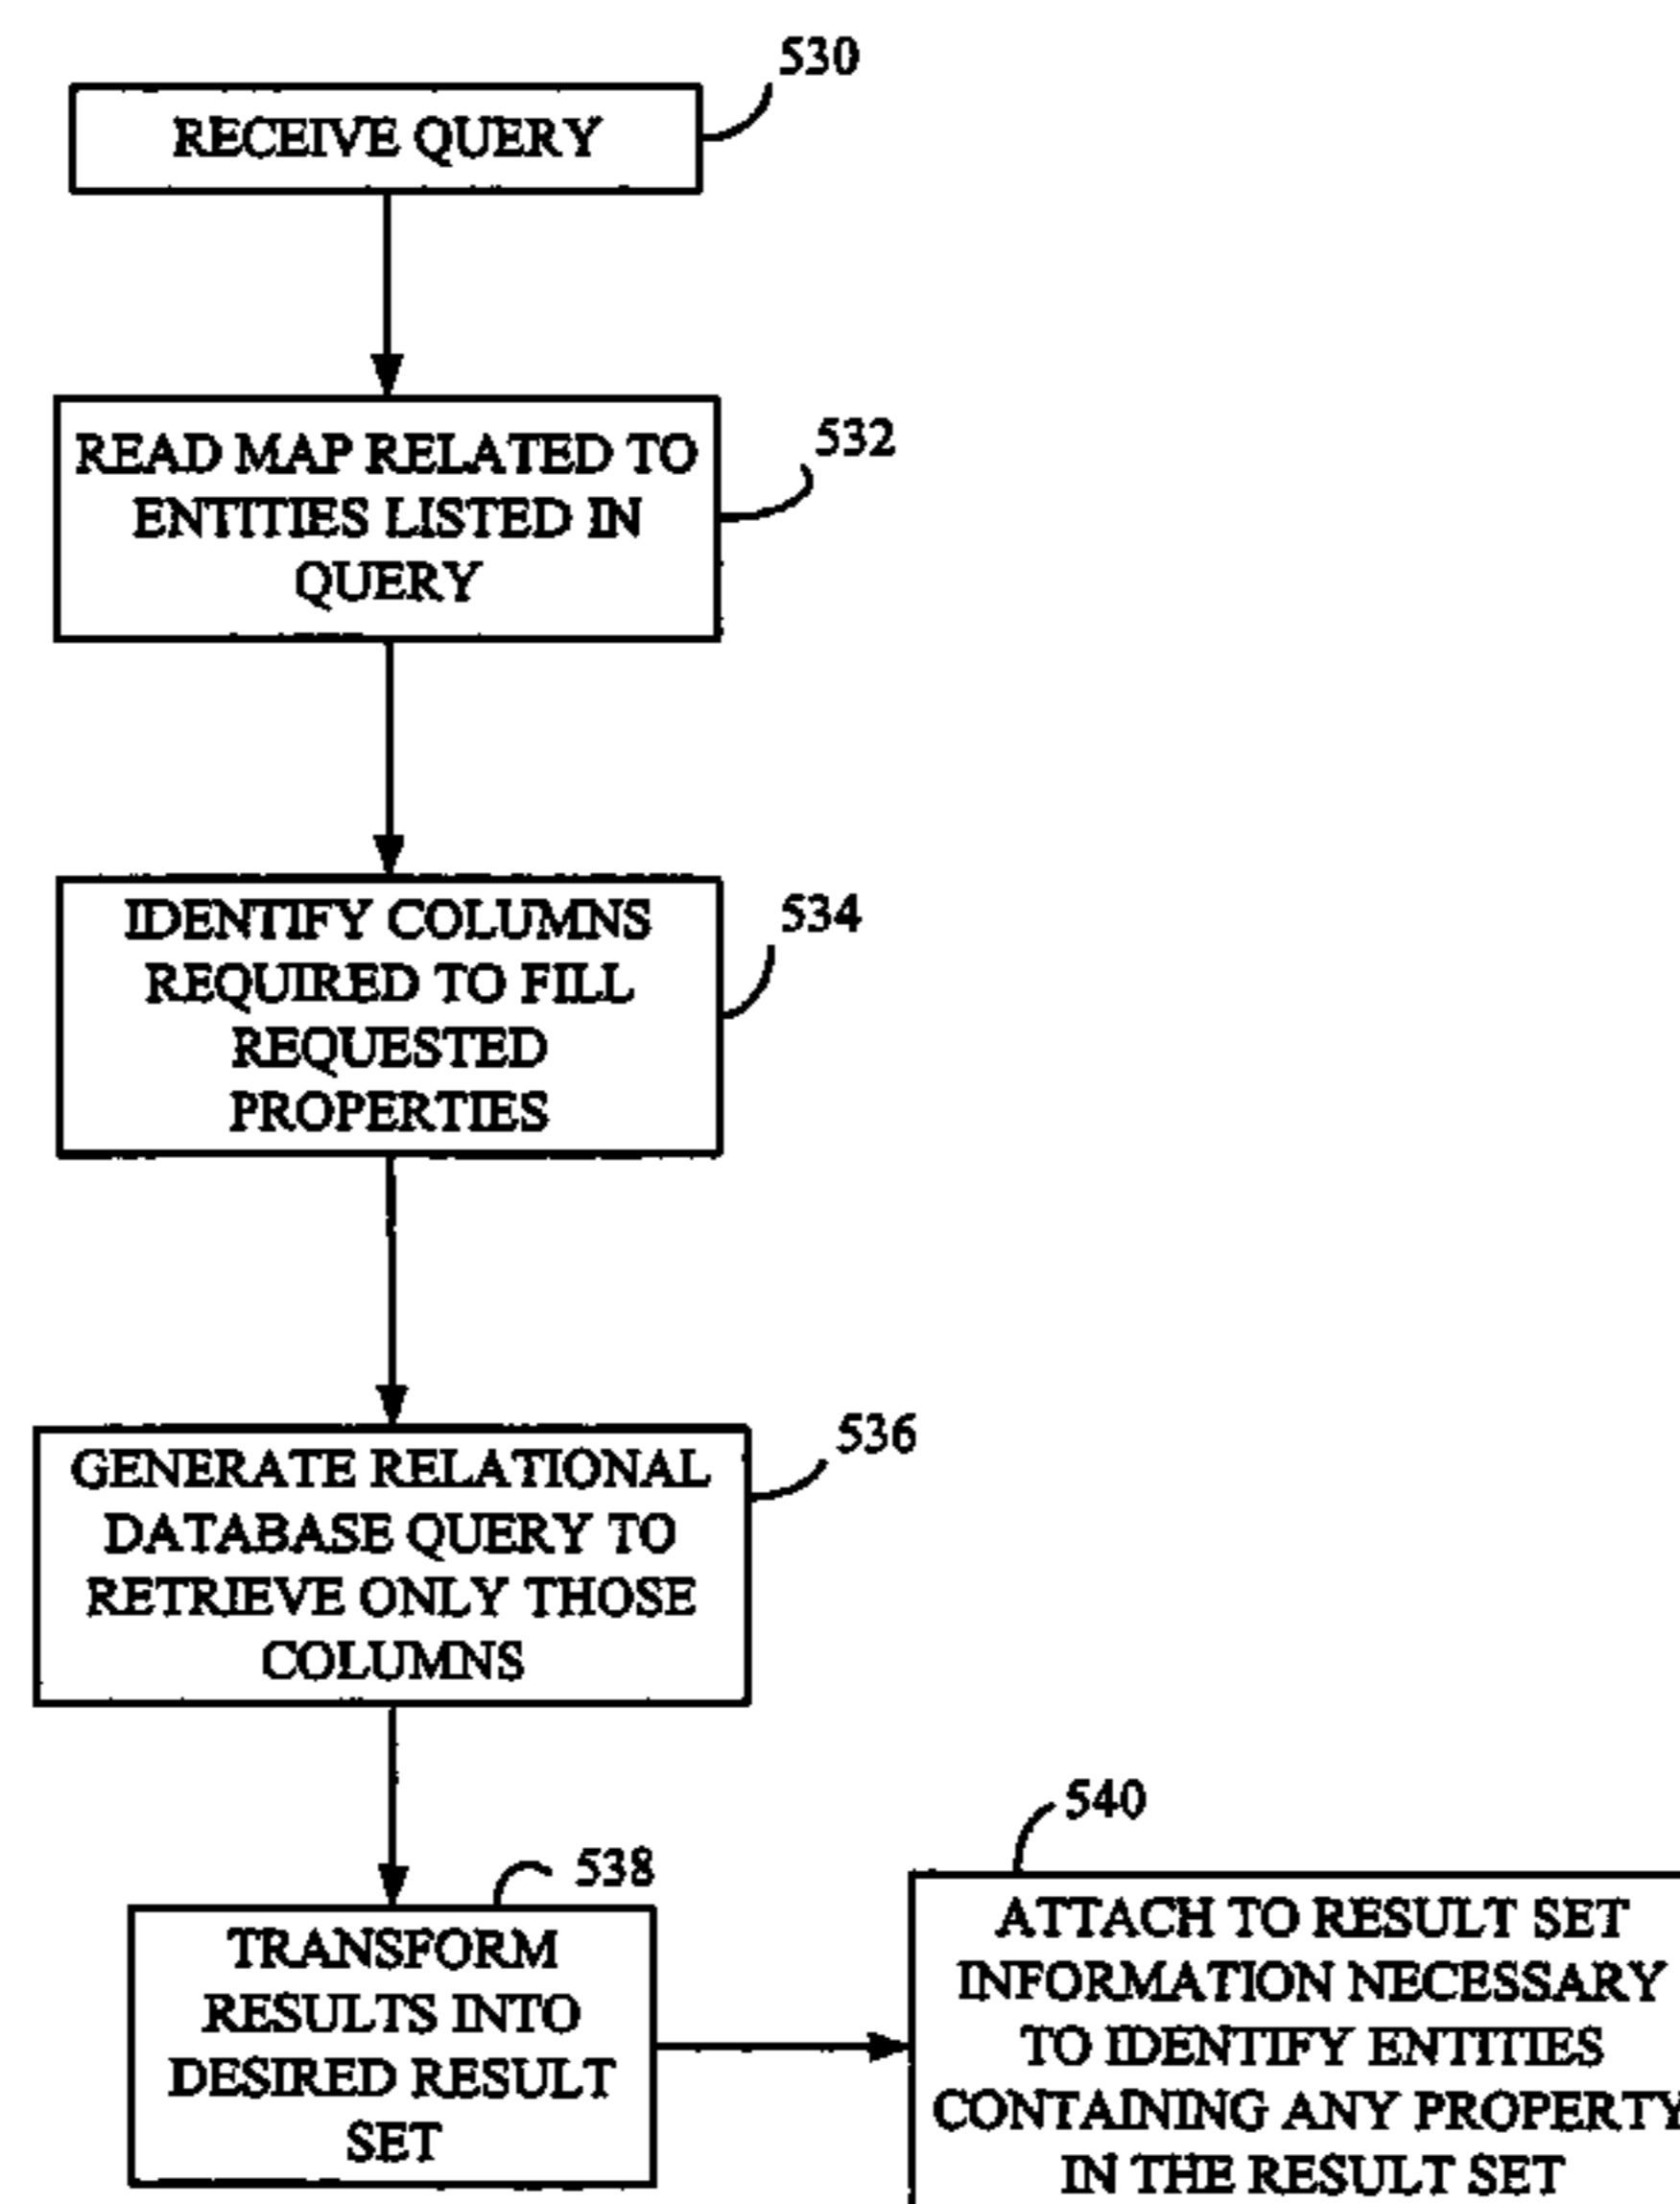 530
RECEIVE QUERY
532
READ MAP RELATED TO
ENTITIES LISTED IN
QUERY
534
IDENTIFY COLUMNS
REQUIRED TO FILL
REQUESTED
PROPERTIES
536
GENERATE RELATIONAL
DATABASE QUERY TO
RETRIEVE ONLY THOSE
COLUMNS
538
TRANSFORM
RESULTS INTO
DESIRED RESULT
SET
540
ATTACH TO RESULT SET
INFORMATION NECESSARY
TO IDENTIFY ENTITIES
CONTAINING ANY PROPERTY
IN THE RESULT SET